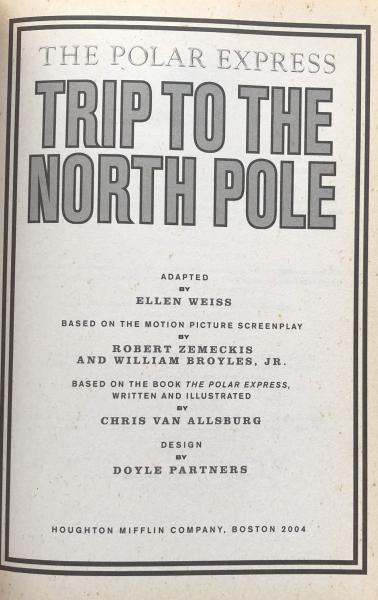 THE POLAR EXPRESS
TRIP TO THE
NORTH POLE
ADAPTED
BY
ELLEN WEISS
BASED ON THE MOTION PICTURE SCREENPLAY
BY
ROBERT ZEMECKIS
AND WILLIAM BROYLES, JR.
BASED ON THE BOOK THE POLAR EXPRESS,
WRITTEN AND ILLUSTRATED
BY
CHRIS VAN ALLSBURG
DESIGN
BY
DOYLE PARTNERS
HOUGHTON MIFFLIN COMPANY, BOSTON 2004